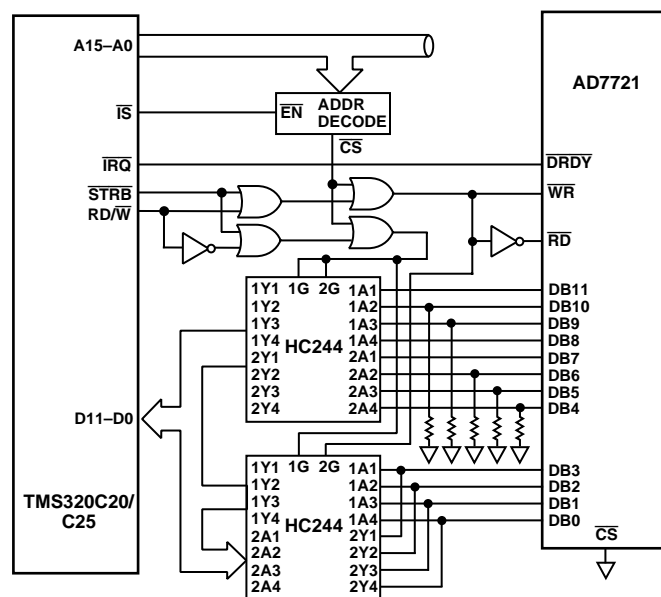 A15–A0
AD7721
IS
EN
ADDR
DECODE
CS
IRQ
DRDY
STRB
WR
RD/W
RD
1G 2G
1Y1 1A1 DB11
1Y2 1A2 DB10
1Y3 1A3 DB9
1Y4 1A4 DB8
HC244
2Y1 2A1 DB7
2Y2 2A2 DB6
2Y3 2A3 DB5
2Y4 2A4 DB4
D11–D0
1G 2G
1Y1 1A1 DB3
1Y2 1A2 DB2
1Y3 1A3 DB1
1Y4 1A4 DB0
HC244
2A1 2Y1
2A2 2Y2
2A3 2Y3
2A4 2Y4
TMS320C20/
C25
CS